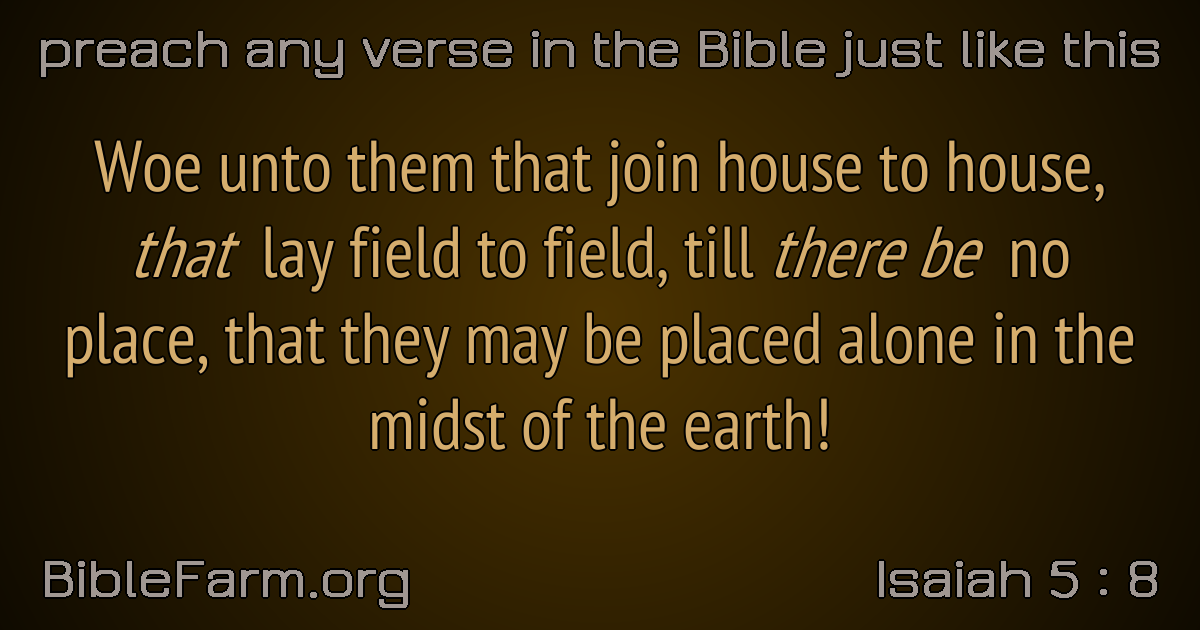 preach any verse in the Bible just like this
Woe unto them that join house to house,
that lay field to field, till there be no
place, that they may be placed alone in the
midst of the earth!
BibleFarm.org
Isaiah 5 : 8